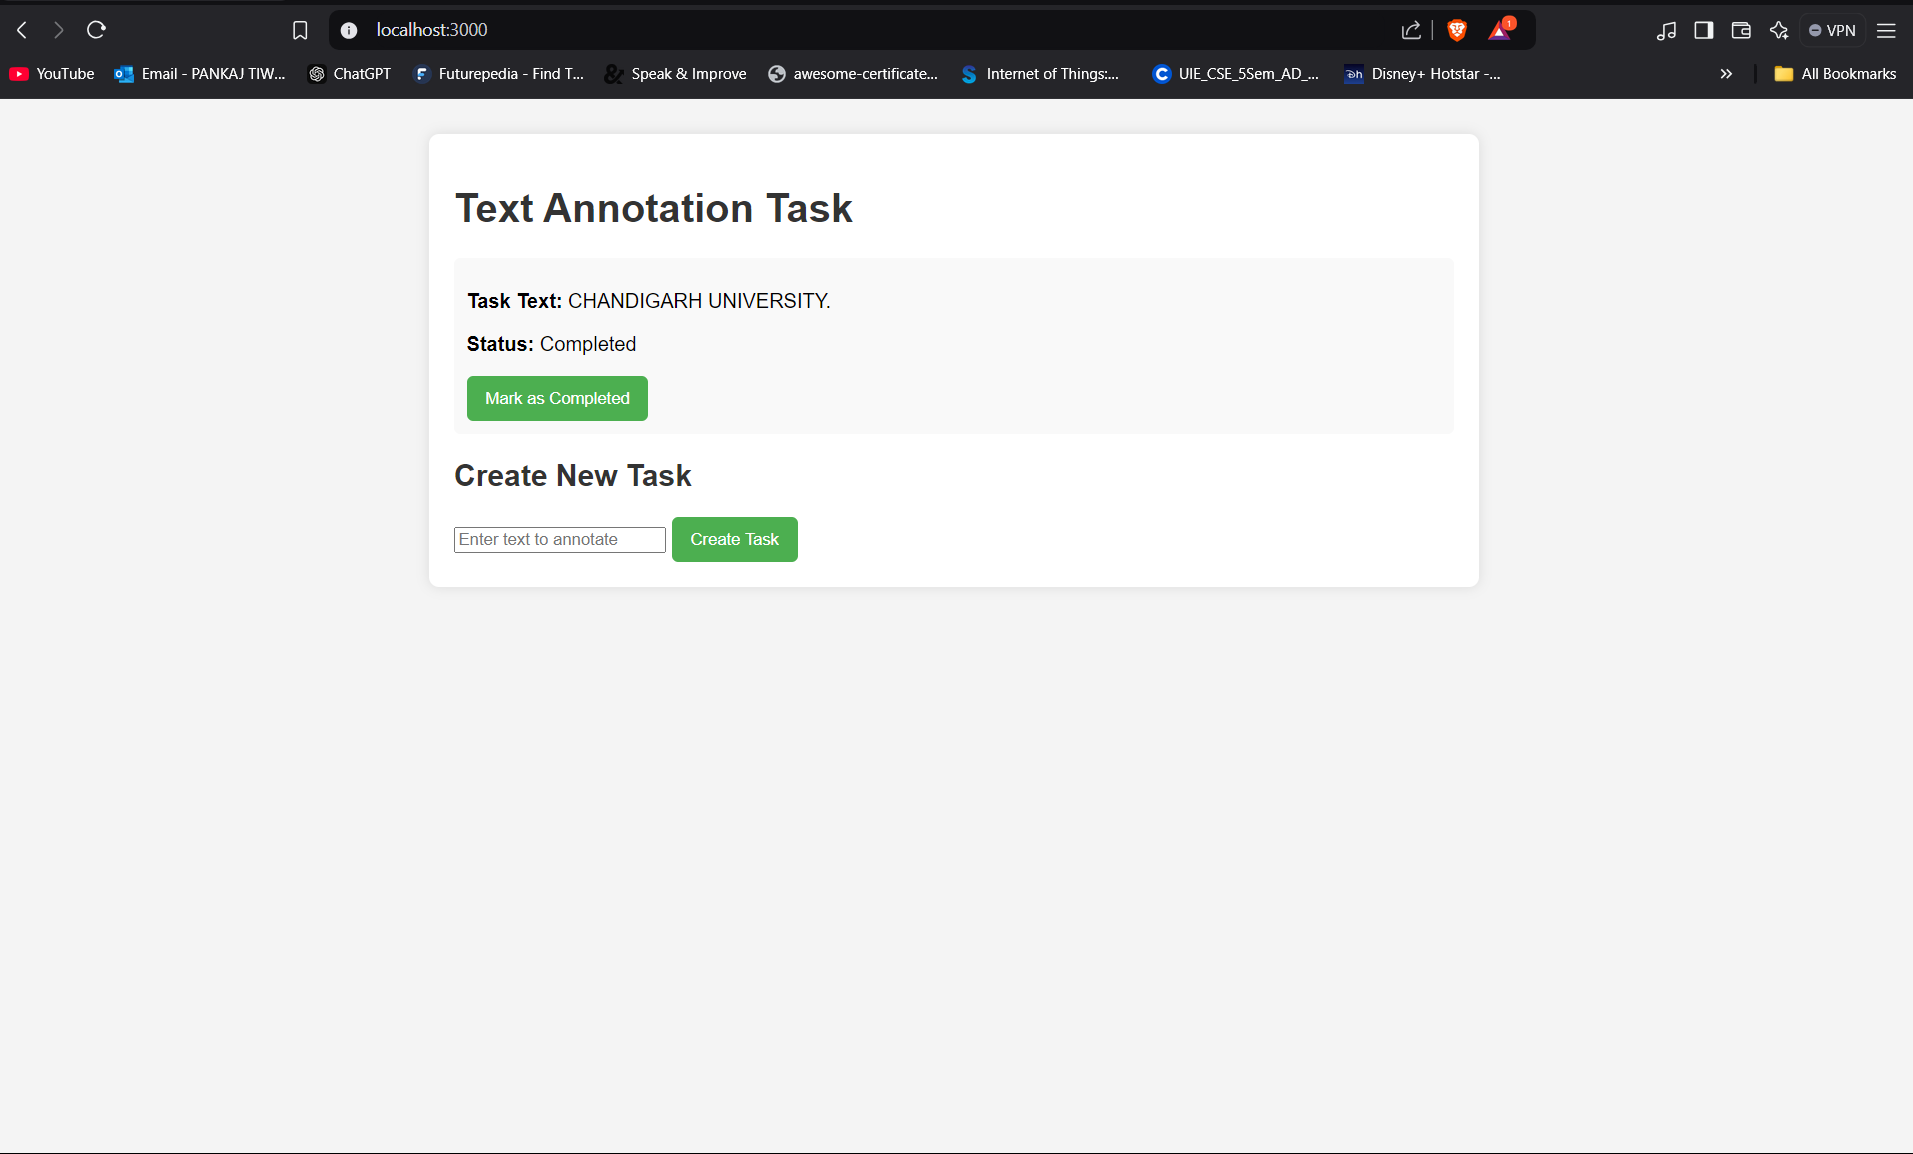 localhost:3000
1
VPN
YouTube
Email - PANKAJ TIW...
ChatGPT
Futurepedia - Find T...
Speak & Improve
awesome-certificate...
Internet of Things:...
UIE_CSE_5Sem_AD_...
Disney+ Hotstar -...
All Bookmarks
Text Annotation Task
Task Text: CHANDIGARH UNIVERSITY.
Status: Completed
Mark as Completed
Create New Task
Enter text to annotate
Create Task